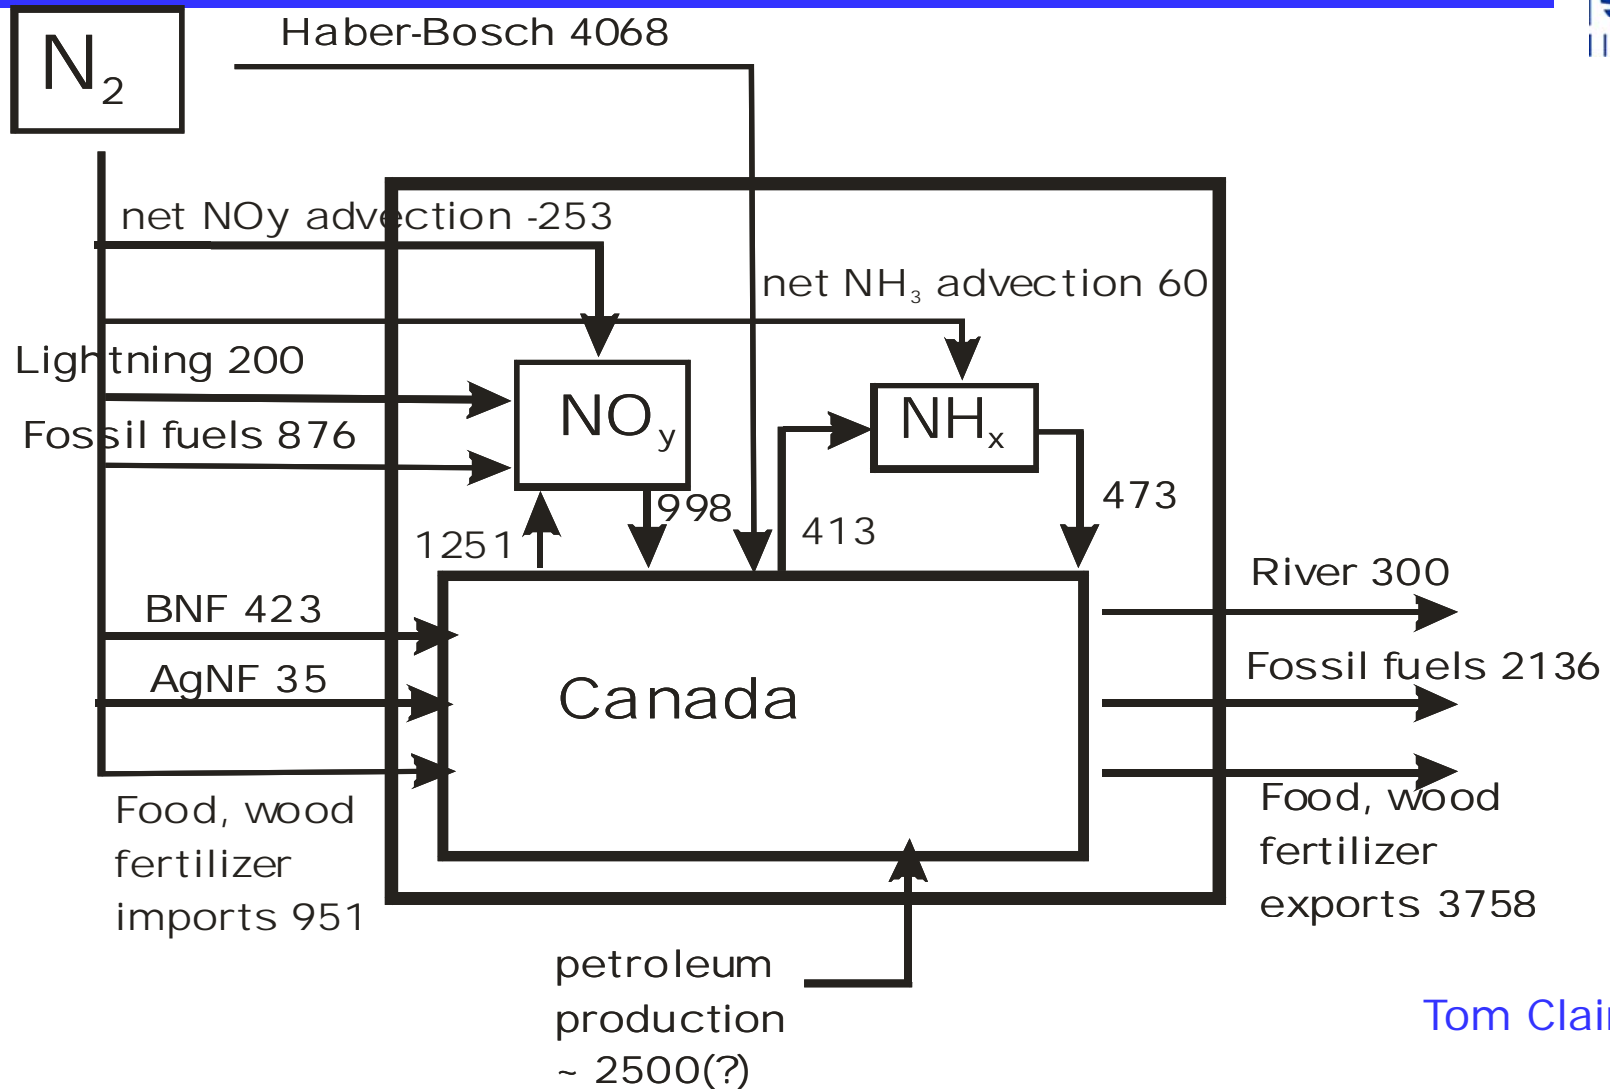 N2
Haber-Bosch 4068
net NOy advection -253
net NH3 advection 60
Lightning 200
Fossil fuels 876
NOy
NHx
998
473
1251
413
River 300
BNF 423
Fossil fuels 2136
AgNF 35
Canada
Food, wood
fertilizer
imports 951
Food, wood
fertilizer
exports 3758
petroleum
production
~ 2500(?)
Tom Clair